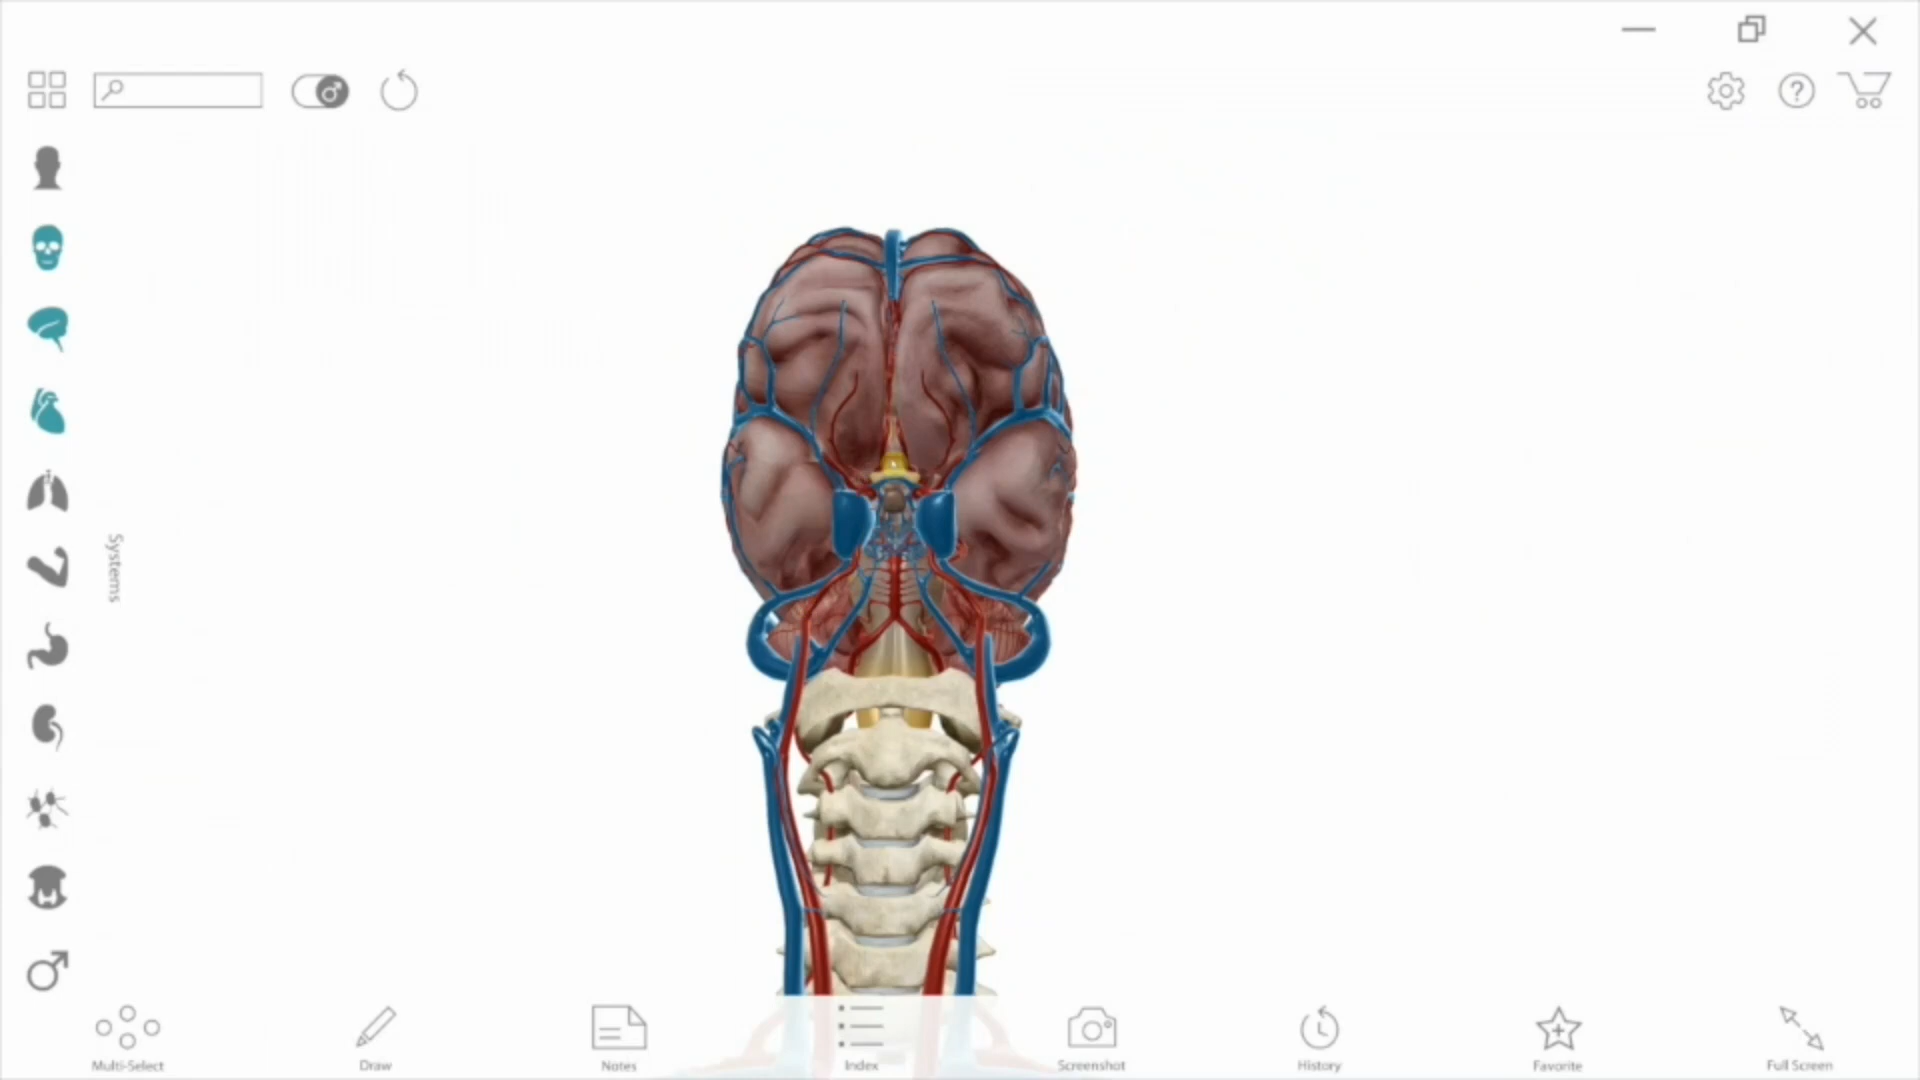 Systems
Multi-Select
Draw
Notes
Index
Screenshot
History
Favorite
Full Screen